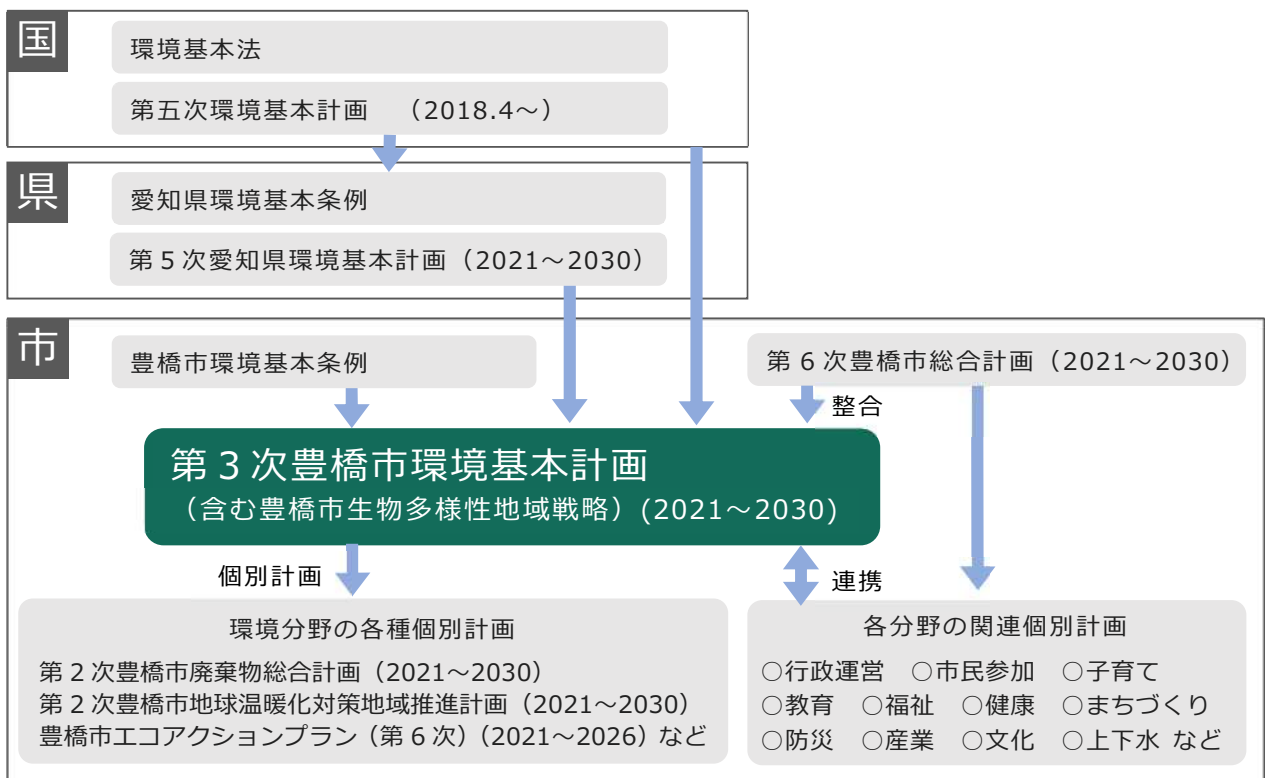 国
環境基本法
第五次環境基本計画　（2018.4～）
県
愛知県環境基本条例
第５次愛知県環境基本計画（2021～2030）
市
豊橋市環境基本条例
第６次豊橋市総合計画（2021～2030）
整合
第３次豊橋市環境基本計画
（含む豊橋市生物多様性地域戦略）(2021～2030)
個別計画
連携
環境分野の各種個別計画
第２次豊橋市廃棄物総合計画（2021～2030）
第２次豊橋市地球温暖化対策地域推進計画（2021～2030）
豊橋市エコアクションプラン（第６次）（2021～2026）など
各分野の関連個別計画
○行政運営　○市民参加　○子育て
○教育　○福祉　○健康　○まちづくり
○防災　○産業　○文化　○上下水 など